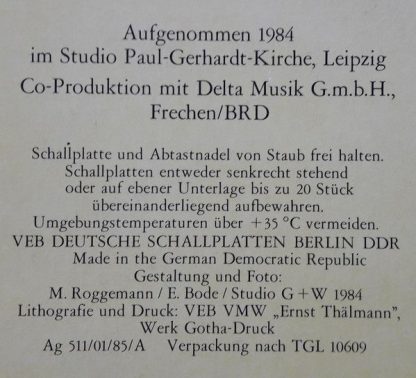 Aufgenommen 1984
im Studio Paul-Gerhardt-Kirche, Leipzig
Co-Produktion mit Delta Musik G.m.b.H.,
Frechen/BRD
Schallplatte und Abtastnadel von Staub frei halten.
Schallplatten entweder senkrecht stehend
oder auf ebener Unterlage bis zu 20 Stück
übereinanderliegend aufbewahren.
Umgebungstemperaturen über +35 °C vermeiden.
VEB DEUTSCHE SCHALLPLATTEN BERLIN DDR
Made in the German Democratic Republic
Gestaltung und Foto:
M. Roggemann / E. Bode / Studio G+W 1984
Lithografie und Druck: VEB VMW „Ernst Thälmann",
Werk Gotha-Druck
Ag 511/01/85/A Verpackung nach TGL 10609